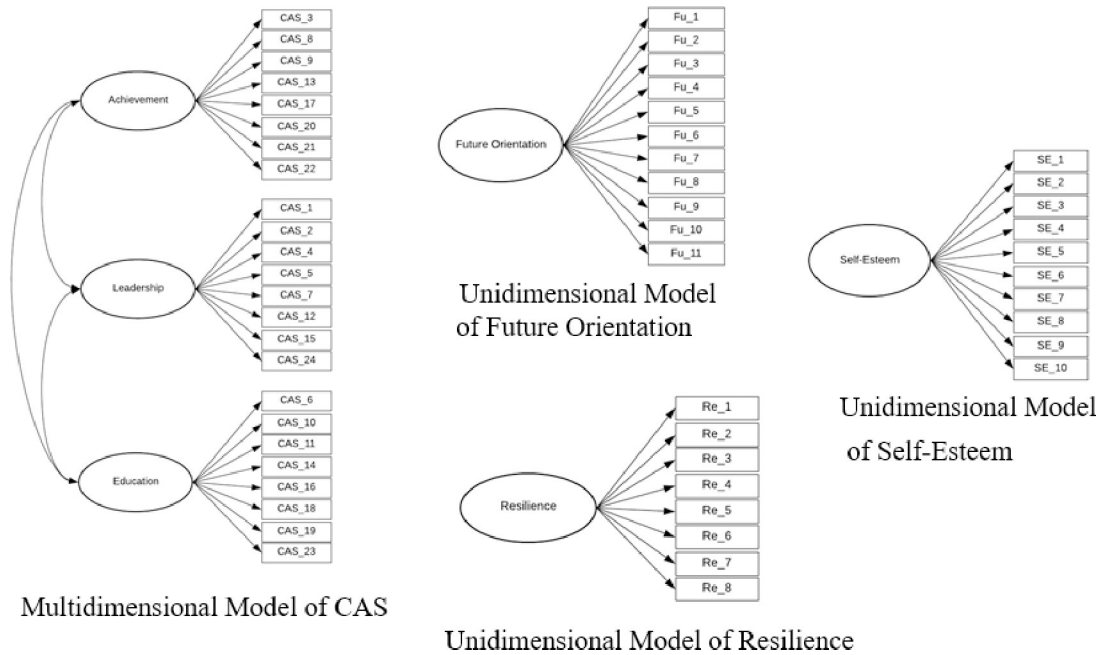 Achievement
CAS_3
CAS_8
CAS_9
CAS_13
CAS_17
CAS_20
CAS_21
CAS_22
Leadership
CAS_1
CAS_2
CAS_4
CAS_5
CAS_7
CAS_12
CAS_15
CAS_24
Education
CAS_6
CAS_10
CAS_11
CAS_14
CAS_16
CAS_18
CAS_19
CAS_23
Multidimensional Model of CAS
Future Orientation
Fu_1
Fu_2
Fu_3
Fu_4
Fu_5
Fu_6
Fu_7
Fu_8
Fu_9
Fu_10
Fu_11
Unidimensional Model
of Future Orientation
Resilience
Re_1
Re_2
Re_3
Re_4
Re_5
Re_6
Re_7
Re_8
Unidimensional Model of Resilience
Self-Esteem
SE_1
SE_2
SE_3
SE_4
SE_5
SE_6
SE_7
SE_8
SE_9
SE_10
Unidimensional Model
of Self-Esteem